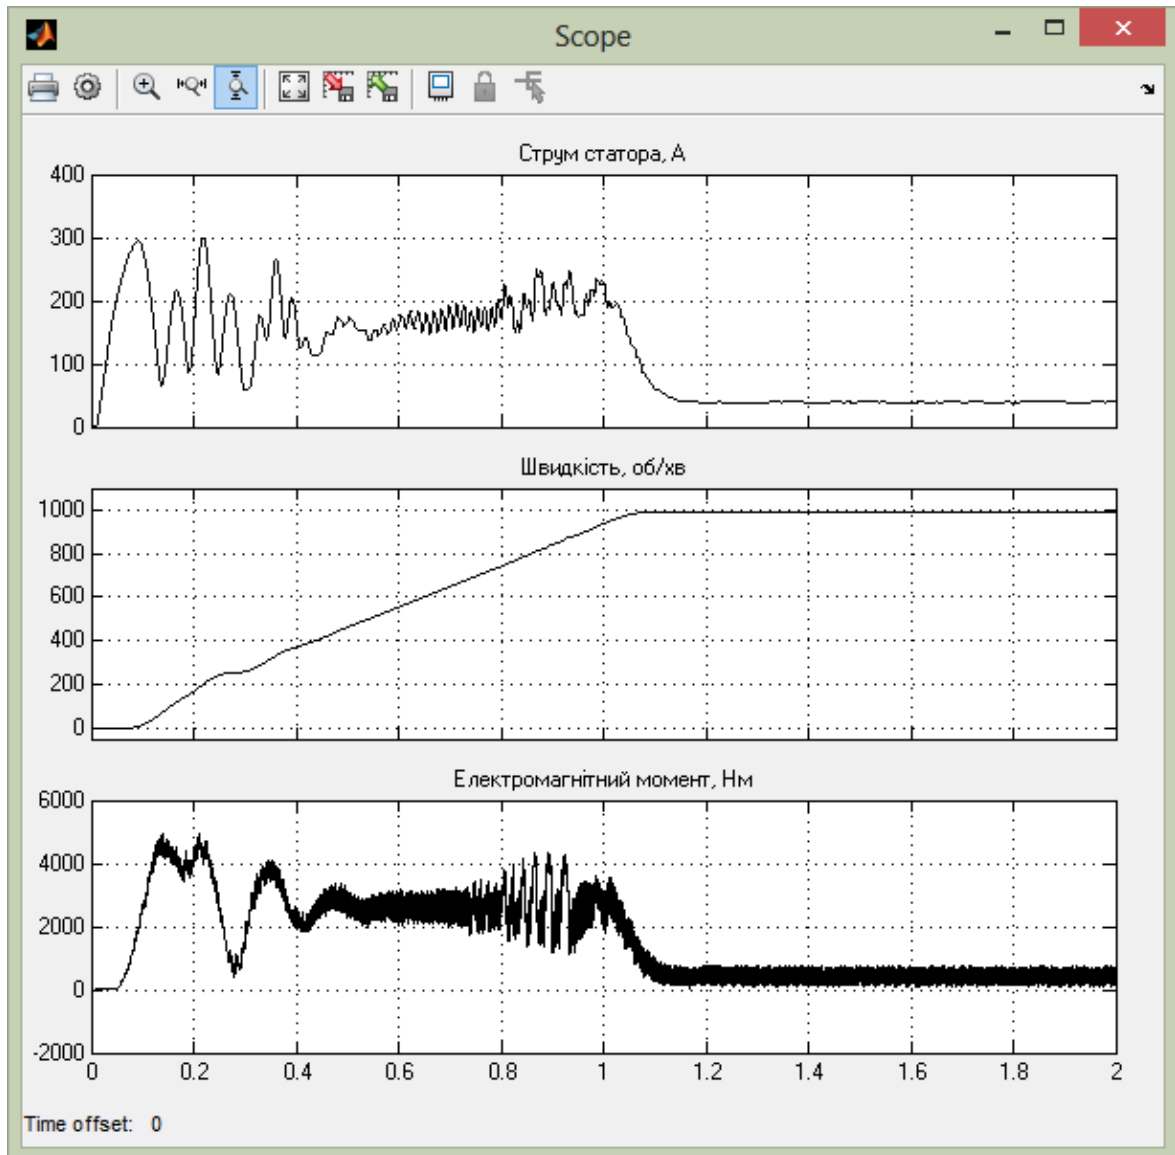 Scope
Струм статора, А
400
300
200
100
0
Швидкість, об/хв
1000
800
600
400
200
0
Електромагнітний момент, Нм
6000
4000
2000
0
-2000
0 0.2 0.4 0.6 0.8 1 1.2 1.4 1.6 1.8 2
Time offset: 0